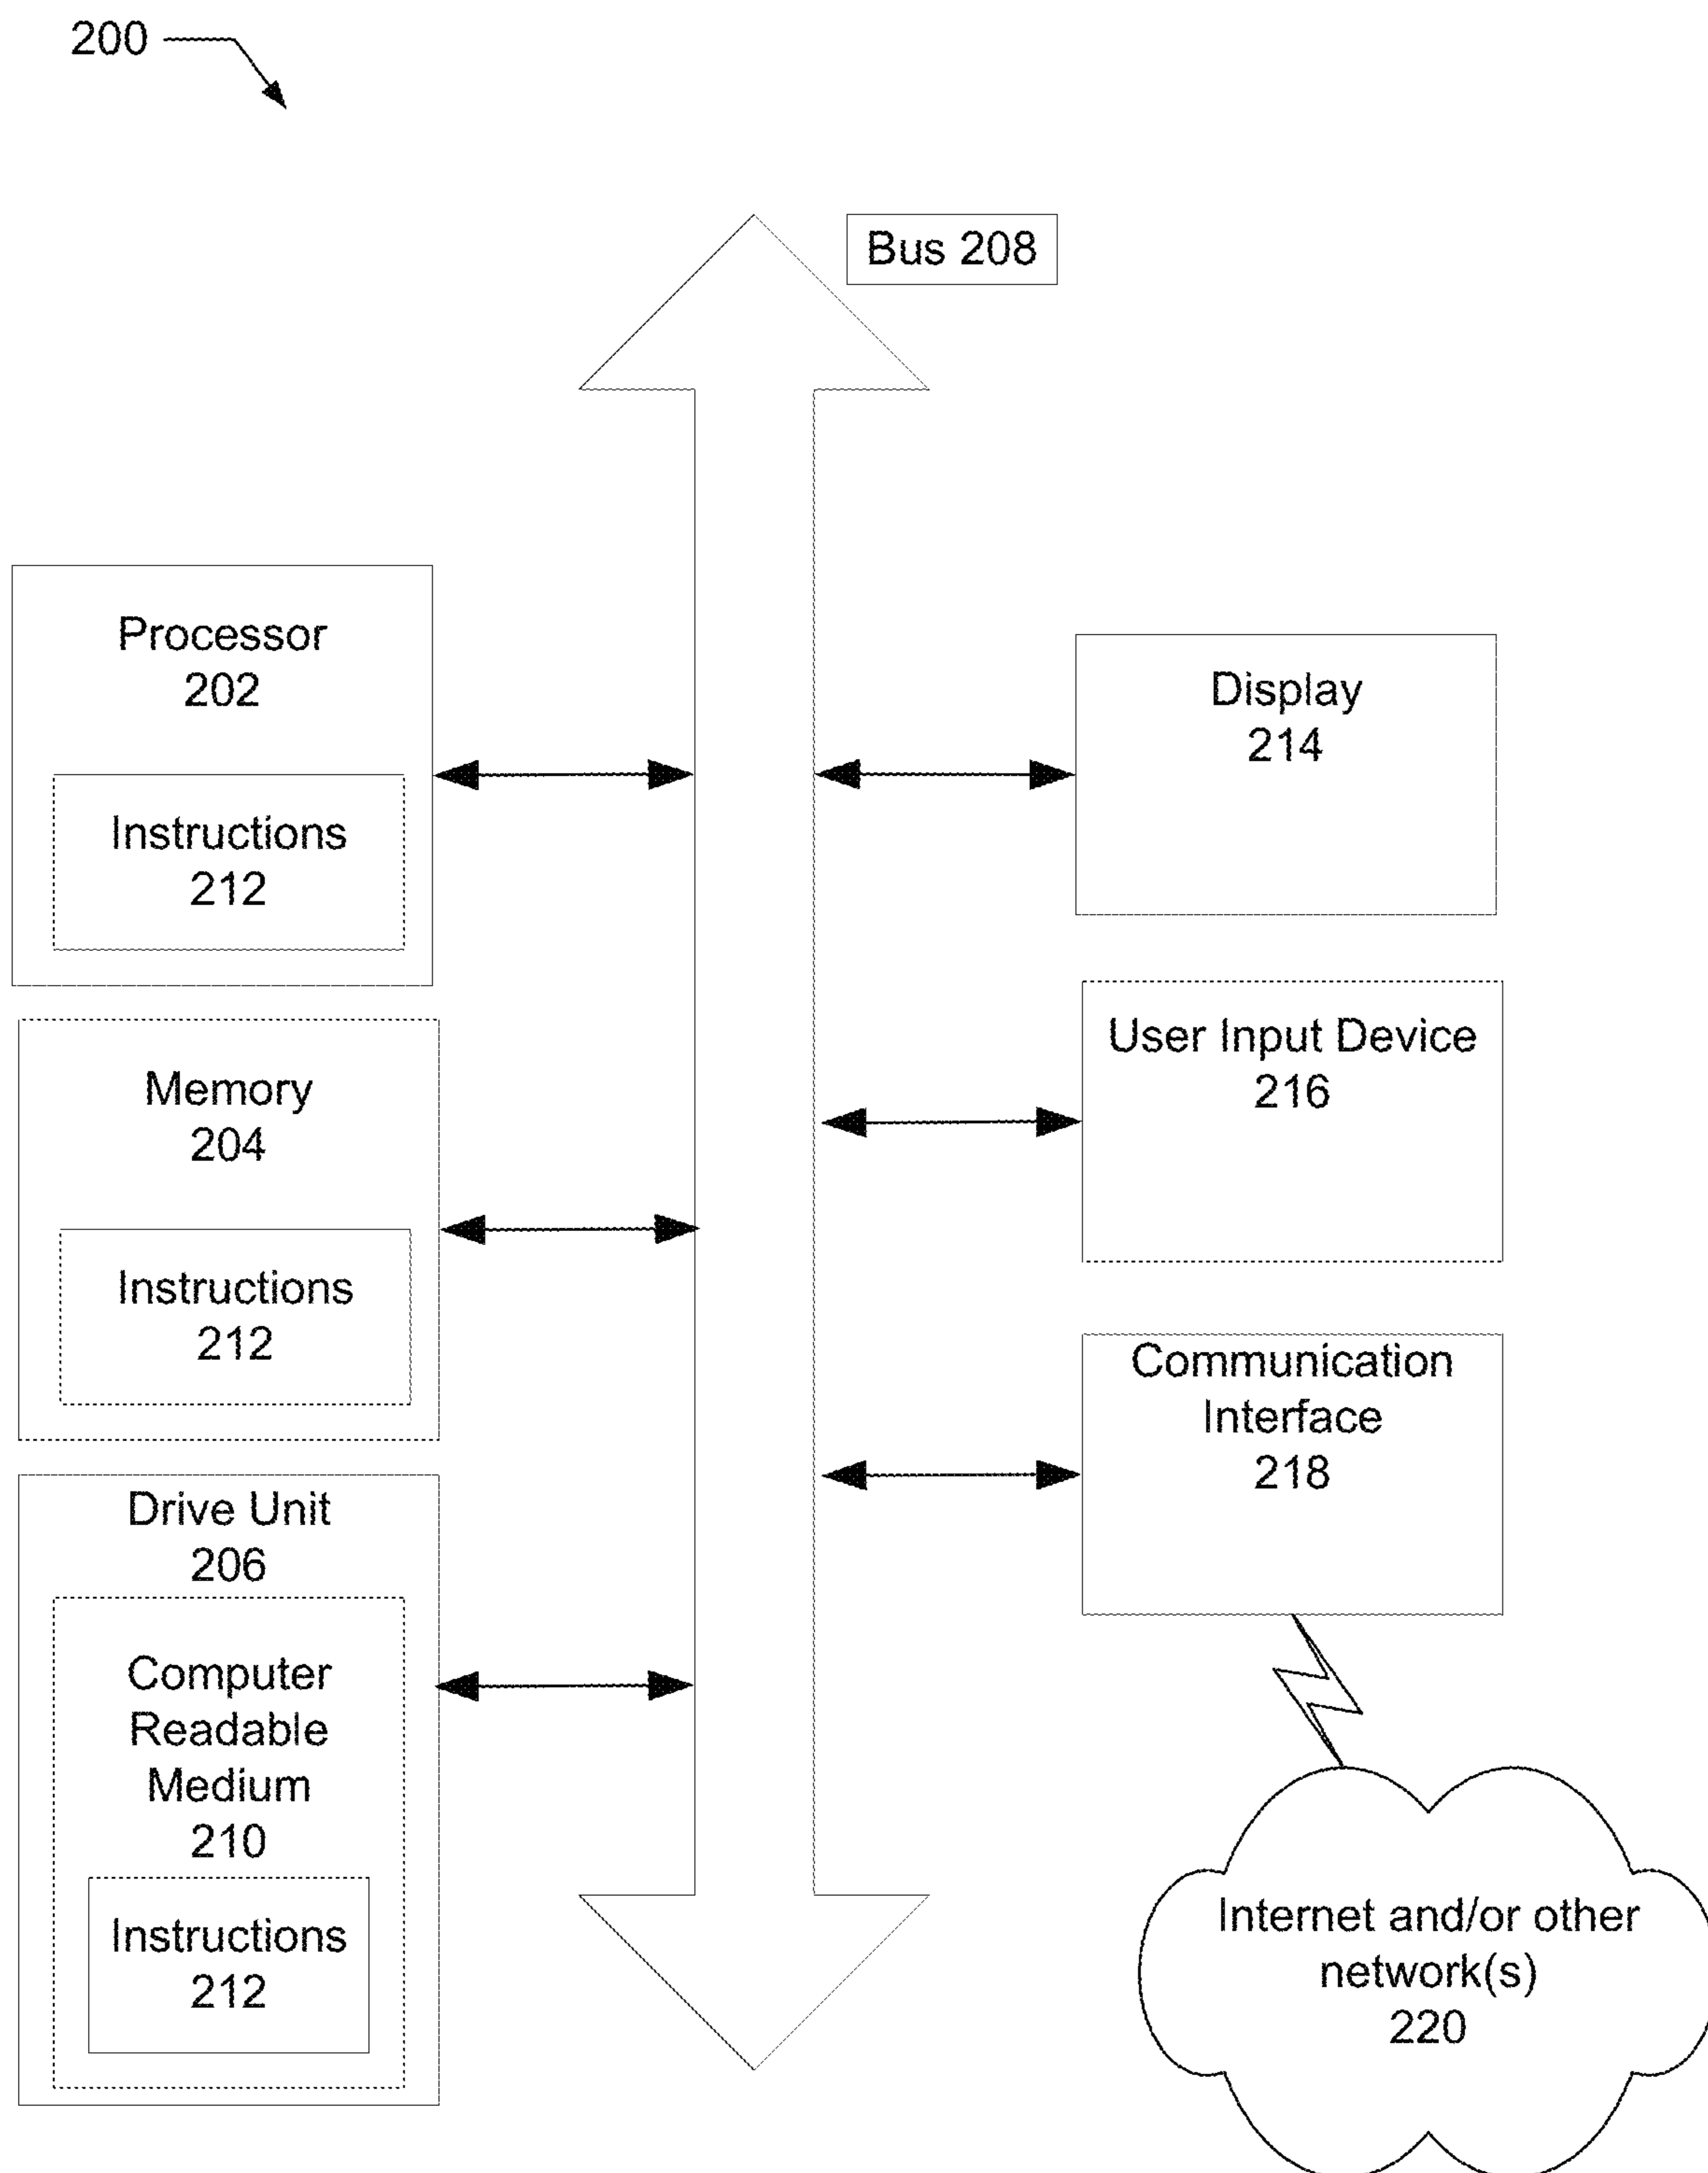 200
Bus 208
Processor
202
Instructions
212
Memory
204
Instructions
212
Drive Unit
206
Computer
Readable
Medium
210
Instructions
212
Display
214
User Input Device
216
Communication
Interface
218
Internet and/or other
network(s)
220